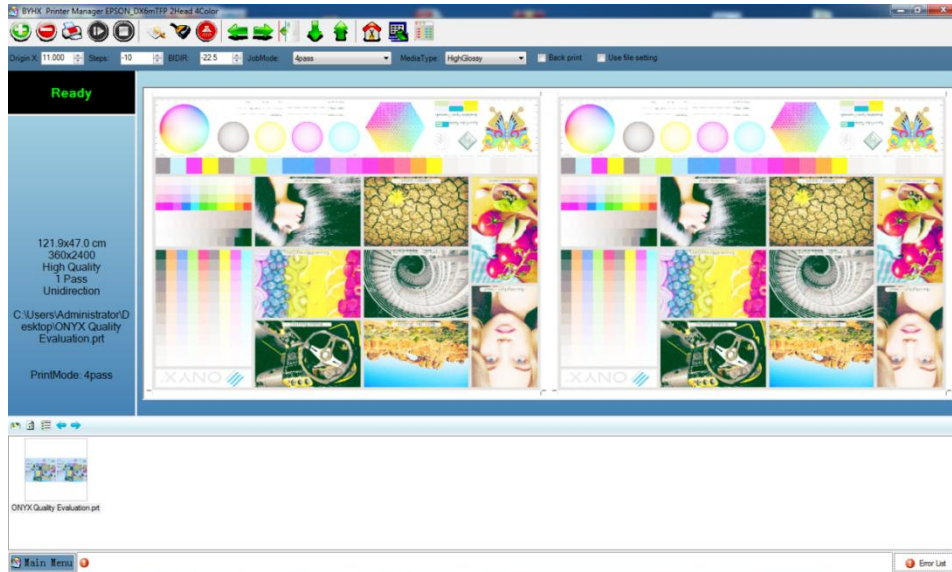 BYHX Printer Manager EPSON_DX6mTFP 2Head 4Color
Origin X: 11.000 Steps: -10 BIDIR: -22.5 JobMode: 4pass MediaType: HighGlossy Back print Use file setting
Ready
121.9x47.0 cm
360x2400
High Quality
1 Pass
Unidirection
C:\Users\Administrator\D
esktop\ONYX Quality
Evaluation.prt
PrintMode: 4pass
ONYX
ONYX
ONYX Quality Evaluation.prt
Main Menu
Error List